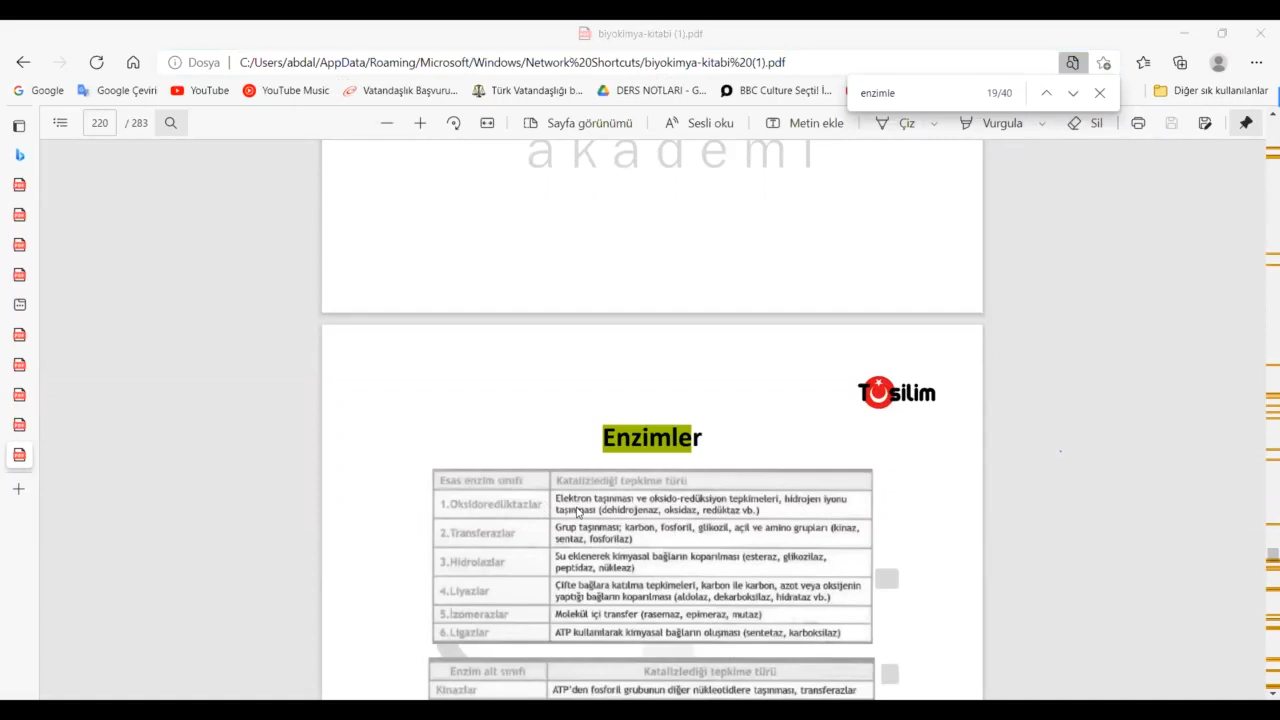 biyokimya-kitabi (1).pdf
Dosya
C:/Users/abdal/AppData/Roaming/Microsoft/Windows/Network%20Shortcuts/biyokimya-kitabi%20(1).pdf
Google
Google Çeviri
YouTube
YouTube Music
Vatandaşlık Başvuru...
Türk Vatandaşlığı b...
DERS NOTLARI - G...
BBC Culture Seçti! İ...
Diğer sık kullanılanlar
enzimle 19/40
220 / 283
Sayfa görünümü
Sesli oku
Metin ekle
Çiz
Vurgula
Sil
akademi
Tusilim
Enzimler
Esas enzim sınıfı Katalizlediği tepkime türü
1.Oksidoredüktazlar Elektron taşınması ve oksido-redüksiyon tepkimeleri, hidrojen iyonu
taşınması (dehidrojenaz, oksidaz, redüktaz vb.)
2.Transferazlar Grup taşınması; karbon, fosforil, glikozil, açil ve amino grupları (kinaz,
sentaz, fosforilaz)
3.Hidrolazlar Su eklenerek kimyasal bağların koparılması (esteraz, glikozilaz,
peptidaz, nükleaz)
4.Liyazlar Çifte bağlara katılma tepkimeleri, karbon ile karbon, azot veya oksijenin
yaptığı bağların koparılması (aldolaz, dekarboksilaz, hidrataz vb.)
5.İzomerazlar Molekül içi transfer (rasemaz, epimeraz, mutaz)
6.Ligazlar ATP kullanılarak kimyasal bağların oluşması (sentetaz, karboksilaz)
Enzim alt sınıfı Katalizlediği tepkime türü
Kinazlar ATP'den fosforil grubunun diğer nükleotidlere taşınması, transferazlar